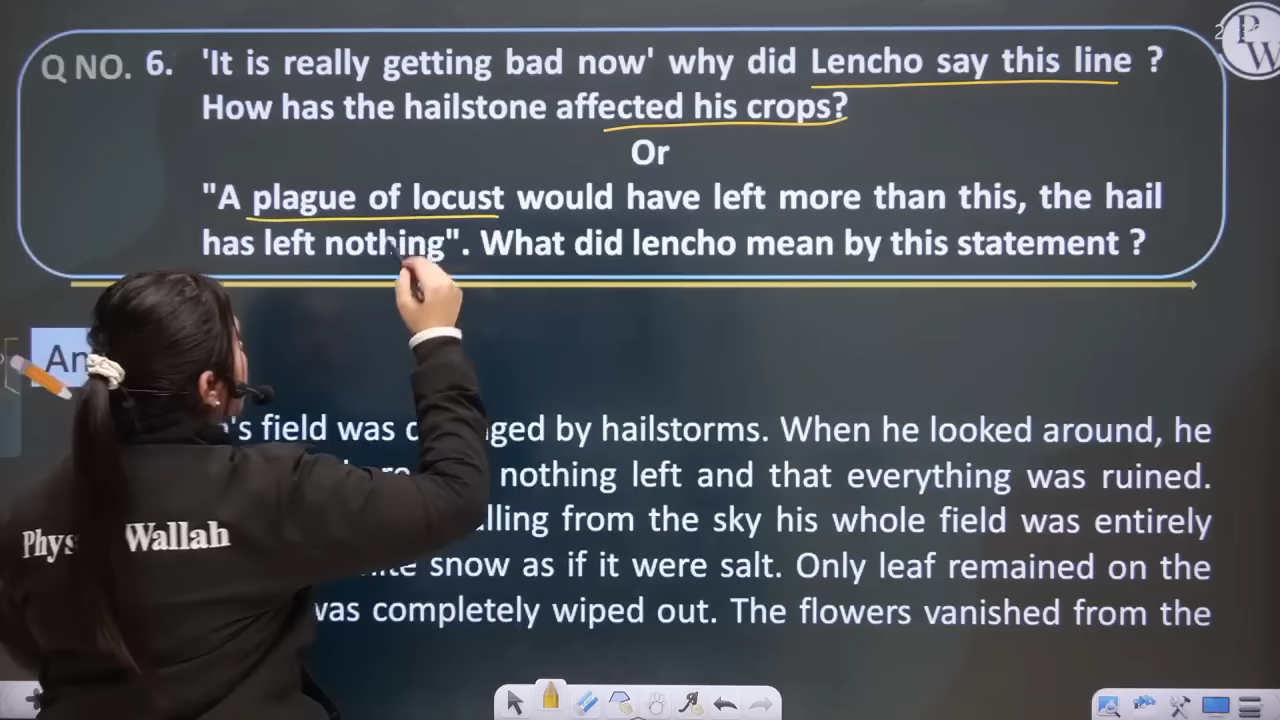 Q NO. 6. 'It is really getting bad now' why did Lencho say this line ?
How has the hailstone affected his crops?
Or
"A plague of locust would have left more than this, the hail
has left nothing". What did lencho mean by this statement ?
's field was by hailstorms. When he looked around, he
nothing left and that everything was ruined.
from the sky his whole field was entirely
snow as if it were salt. Only leaf remained on the
was completely wiped out. The flowers vanished from the
Wallah
PW